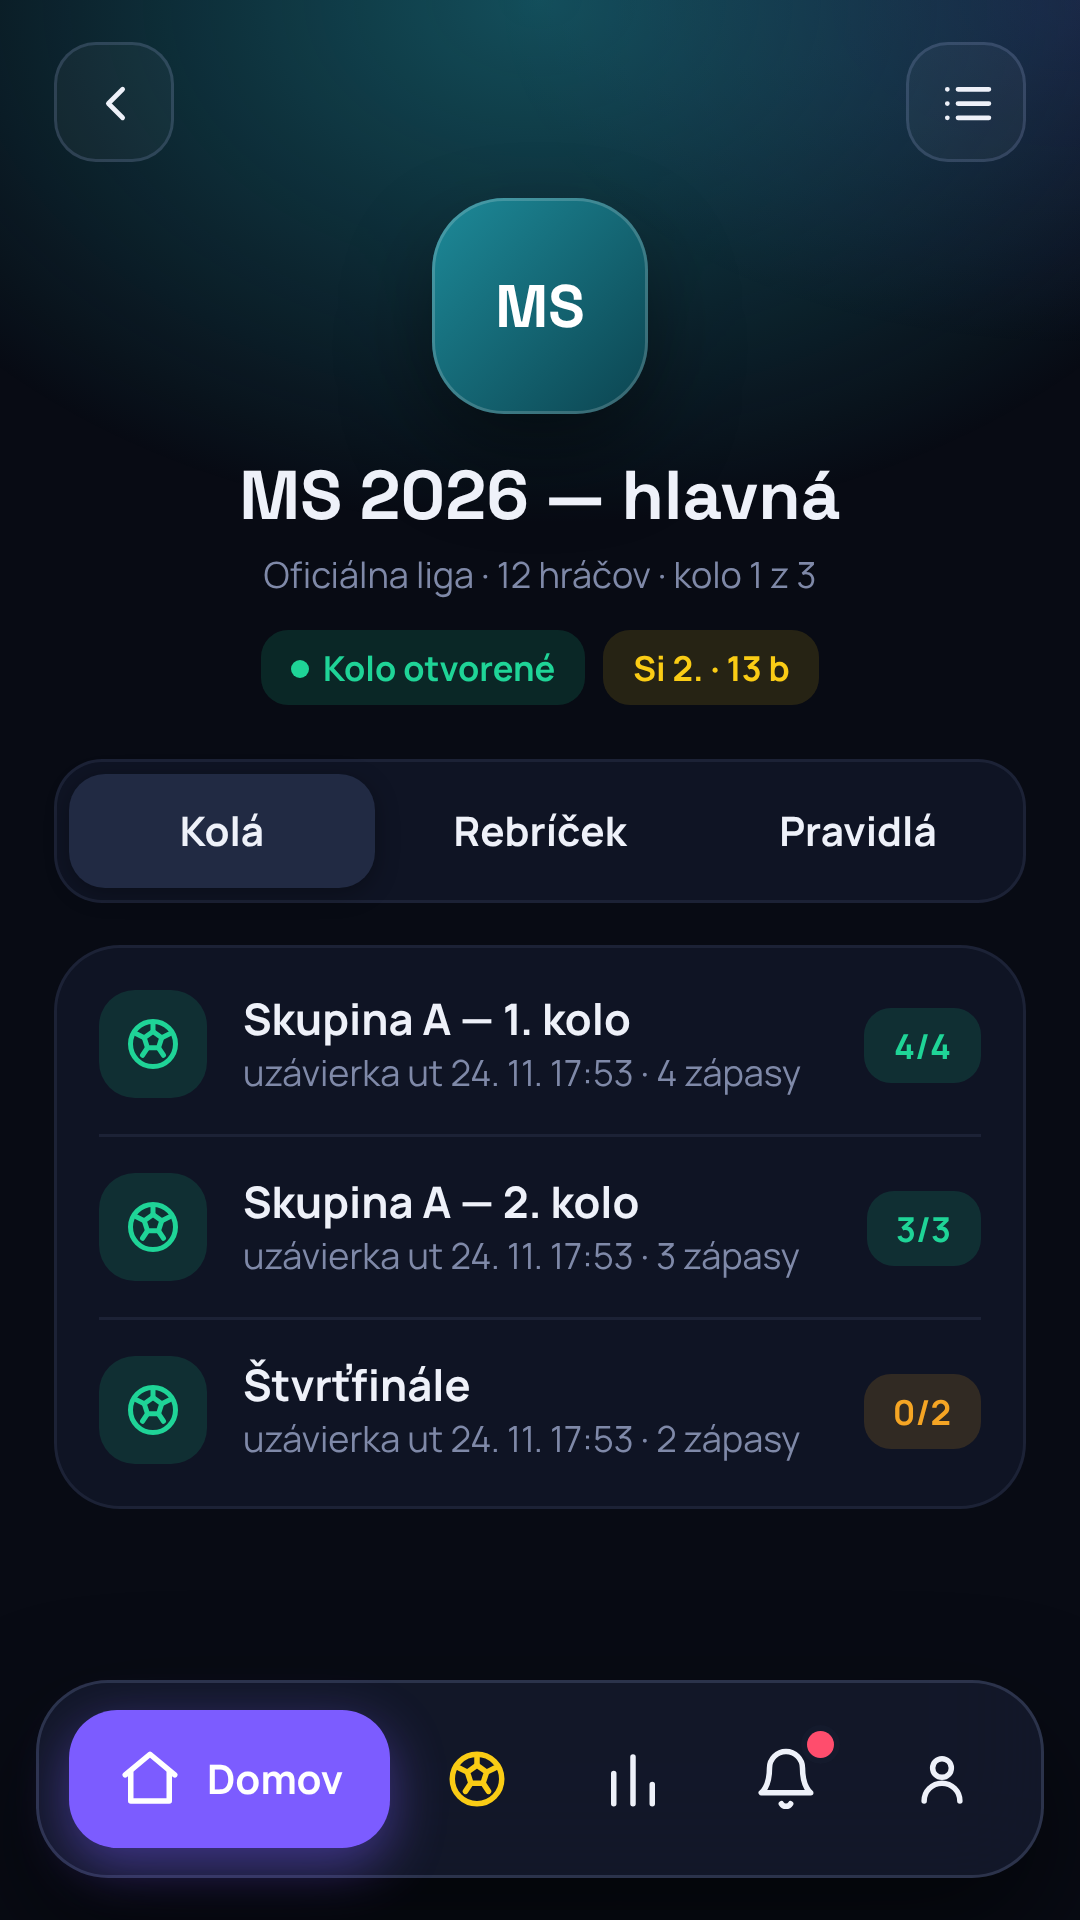 MS
MS 2026 — hlavná
Oficiálna liga · 12 hráčov · kolo 1 z 3
Kolo otvorené
Si 2. · 13 b
Kolá
Rebríček
Pravidlá
Skupina A — 1. kolo
uzávierka ut 24. 11. 17:53 · 4 zápasy
4/4
Skupina A — 2. kolo
uzávierka ut 24. 11. 17:53 · 3 zápasy
3/3
Štvrťfinále
uzávierka ut 24. 11. 17:53 · 2 zápasy
0/2
Domov